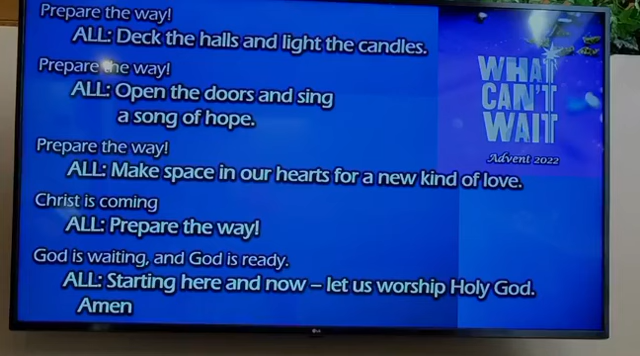 Prepare the way!
ALL: Deck the halls and light the candles.
Prepare the way!
ALL: Open the doors and sing
a song of hope.
Prepare the way!
ALL: Make space in our hearts for a new kind of love.
Christ is coming
ALL: Prepare the way!
God is waiting, and God is ready.
ALL: Starting here and now – let us worship Holy God.
Amen
WHAT
CAN'T
WAIT
Advent 2022
LG